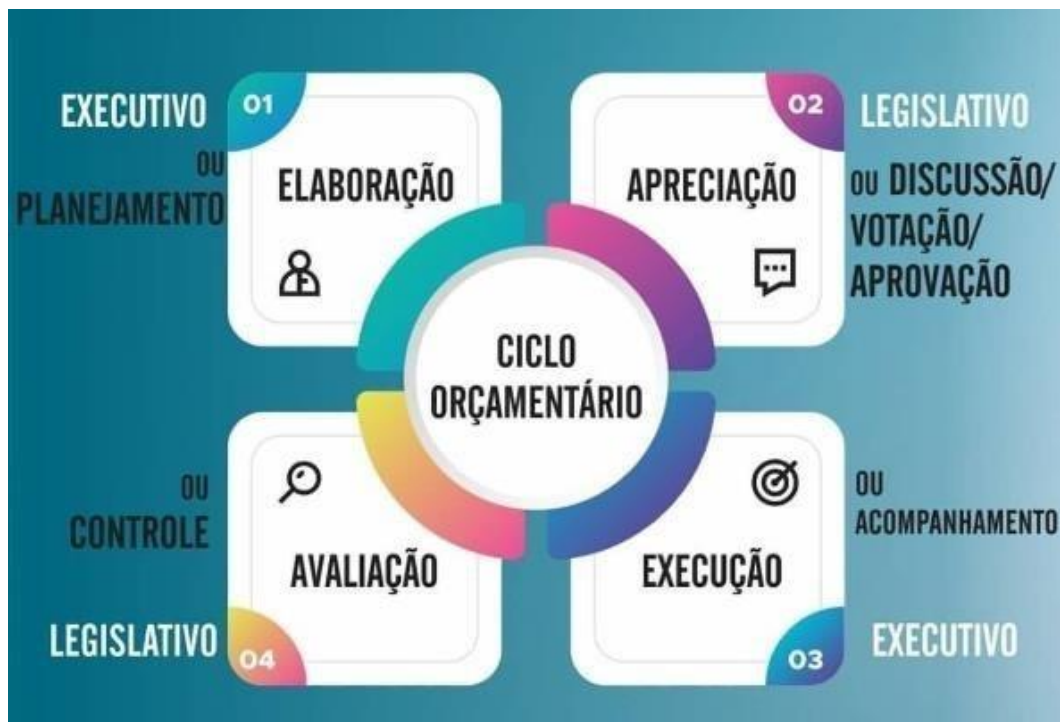 EXECUTIVO
OU
PLANEJAMENTO
01
ELABORAÇÃO
02
APRECIAÇÃO
LEGISLATIVO
OU DISCUSSÃO/
VOTAÇÃO/
APROVAÇÃO
CICLO
ORÇAMENTÁRIO
OU
CONTROLE
AVALIAÇÃO
LEGISLATIVO
04
EXECUÇÃO
03
OU
ACOMPANHAMENTO
EXECUTIVO